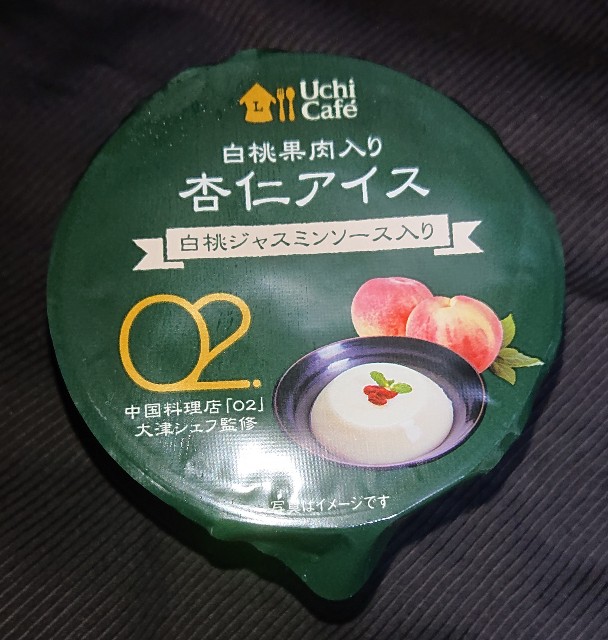 L
Uchi
Café
白桃果肉入り
杏仁アイス
白桃ジャスミンソース入り
O2.
中国料理店「O2」
大津シェフ監修
写真はイメージです